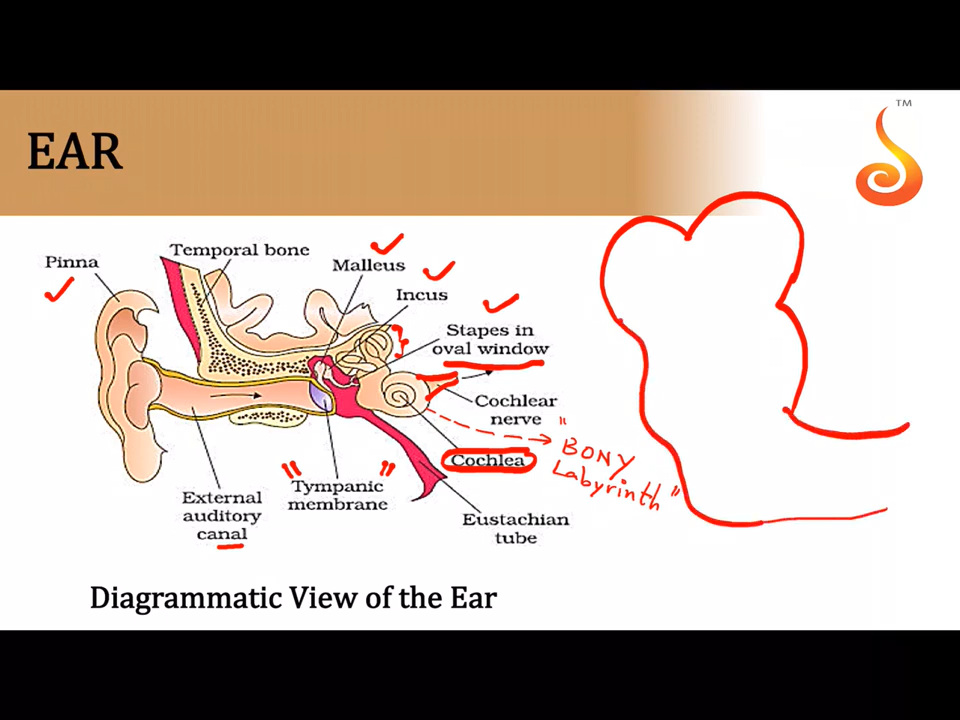 TM
EAR
Temporal bone
Pinna
Malleus
Incus
Stapes in
oval window
Cochlear
nerve
"BONY
Labyrinth"
Cochlea
"Tympanic"
membrane
External
auditory
canal
Eustachian
tube
Diagrammatic View of the Ear